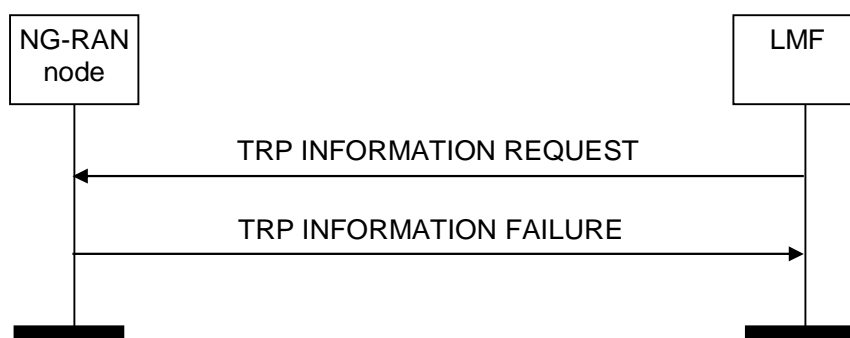 NG-RAN
node
LMF
TRP INFORMATION REQUEST
TRP INFORMATION FAILURE